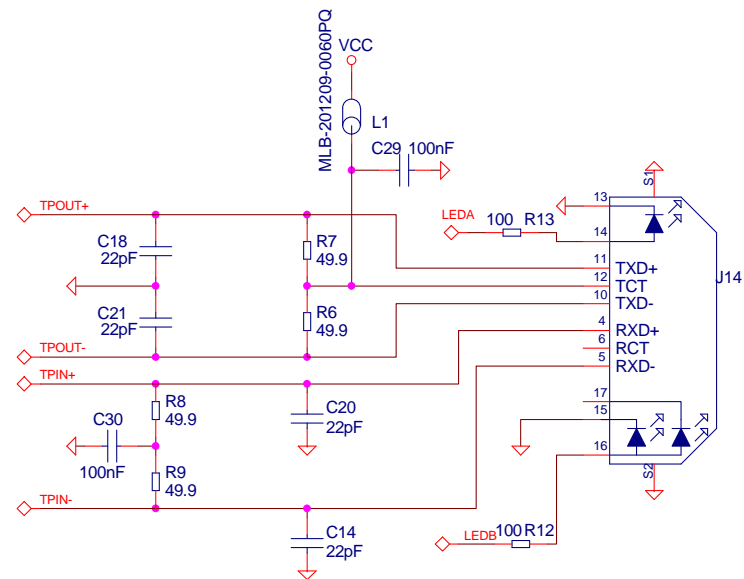 MLB-201209-0060PQ
VCC
L1
C29 100nF
TPOUT+
C18
22pF
C21
22pF
R7
49.9
R6
49.9
TPOUT-
TPIN+
R8
49.9
C30
100nF
R9
49.9
C20
22pF
TPIN-
C14
22pF
LEDA
100 R13
LEDB
100 R12
S1
13
14
11 TXD+
12 TCT
10 TXD-
4 RXD+
6 RCT
5 RXD-
17
15
16
S2
J14